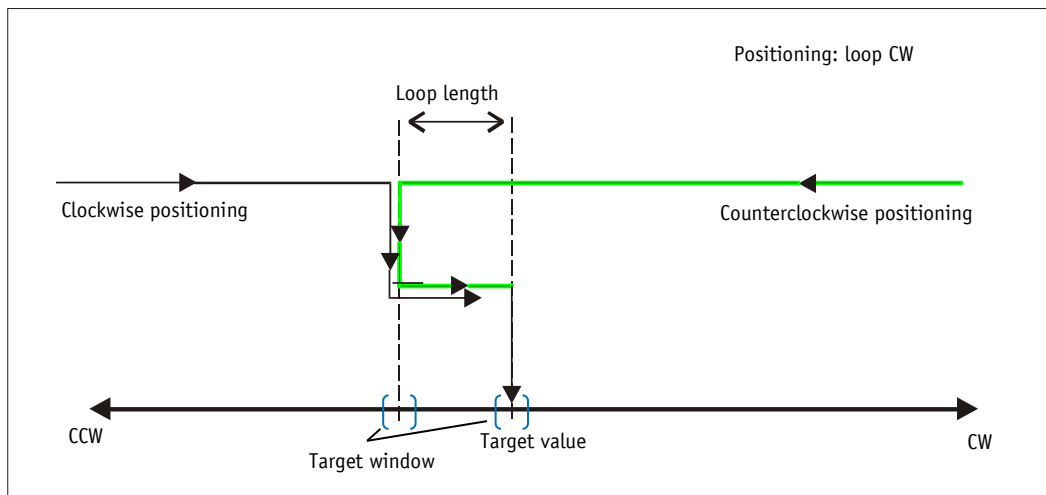 Positioning: loop CW
Loop length
Clockwise positioning
Counterclockwise positioning
CCW
Target window
Target value
CW